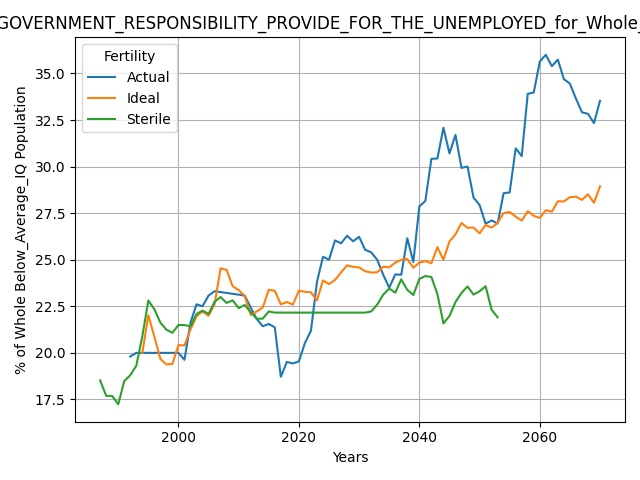 GOVERNMENT_RESPONSIBILITY_PROVIDE_FOR_THE_UNEMPLOYED_for_Whole_
Fertility
Actual
Ideal
Sterile
% of Whole Below_Average_IQ Population
35.0
32.5
30.0
27.5
25.0
22.5
20.0
17.5
2000
2020
2040
2060
Years